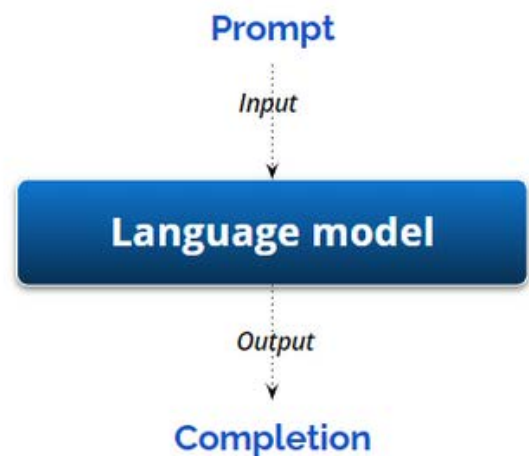 Prompt
Input
Language model
Output
Completion